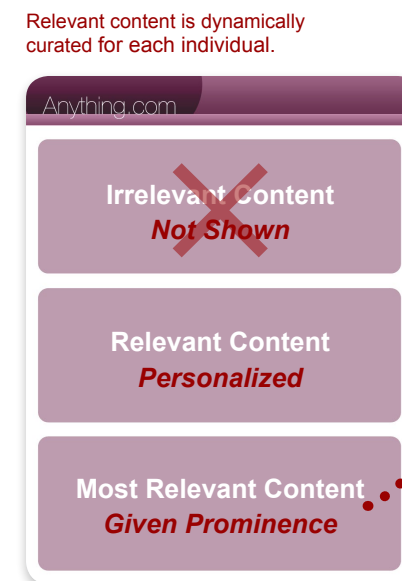 Relevant content is dynamically
curated for each individual.
Anything.com
Irrelevant Content
Not Shown
Relevant Content
Personalized
Most Relevant Content
Given Prominence